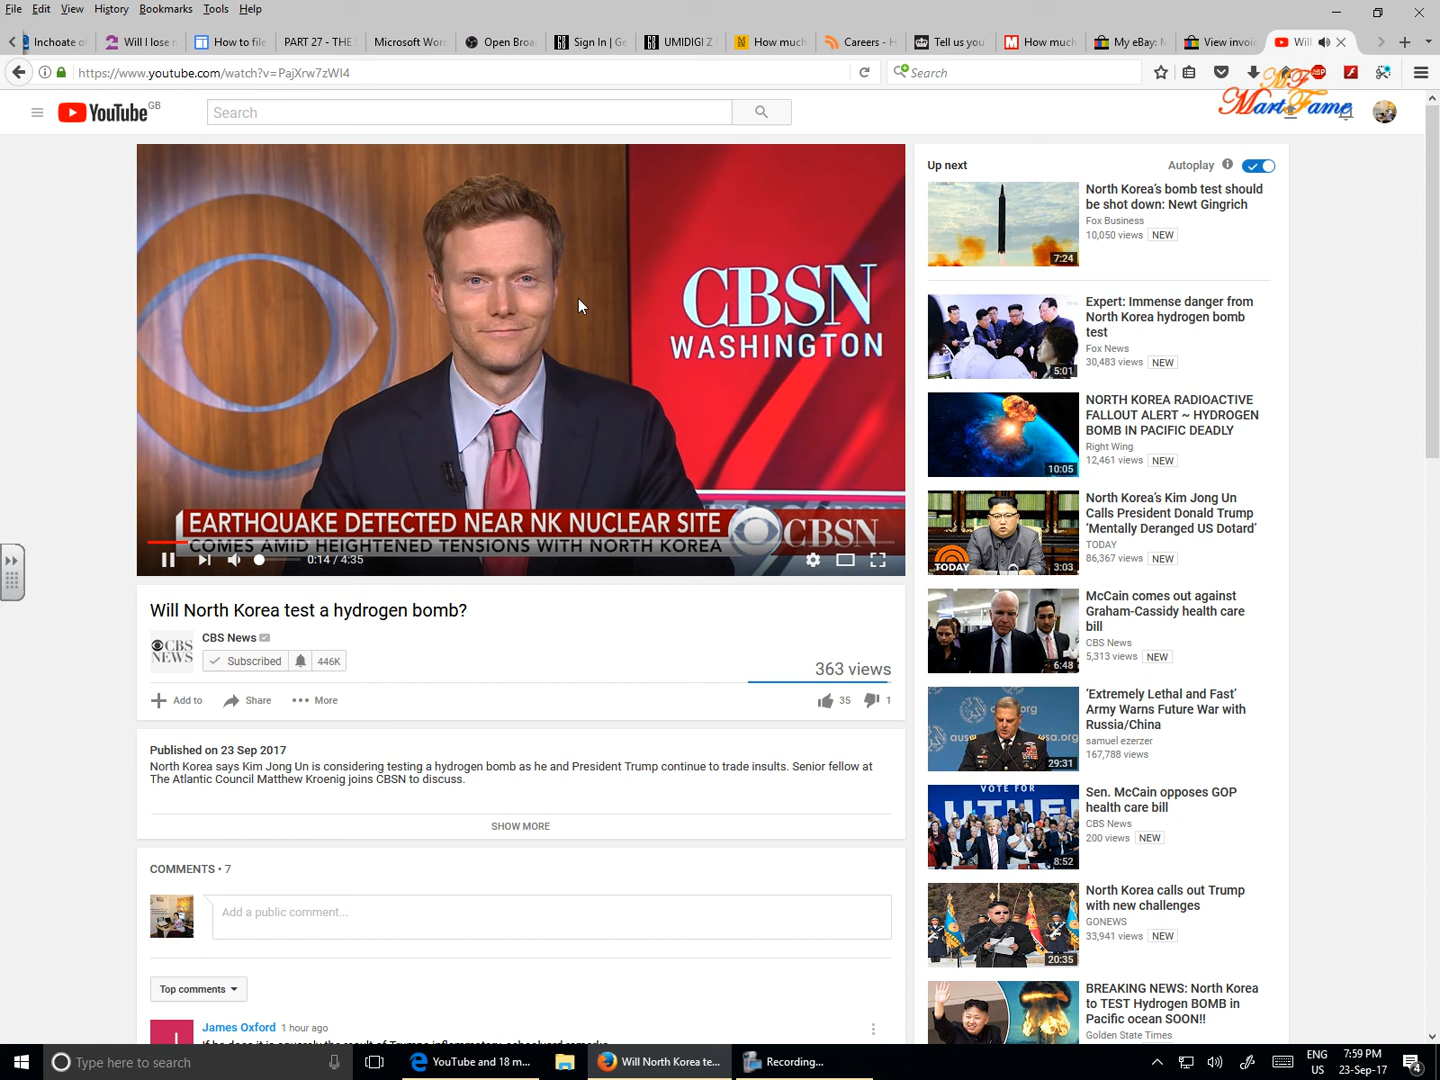 File Edit View History Bookmarks Tools Help
Inchoate of
Will I lose n
How to file
PART 27 - THE
Microsoft Word
Open Broa
Sign In | Ge
UMIDIGI Z
How much
Careers - H
Tell us you
How much
My eBay: M
View invoic
Will
https://www.youtube.com/watch?v=PajXrw7zWI4
Search
ABP
MF
MartFame
YouTube GB
Search
CBSN
WASHINGTON
EARTHQUAKE DETECTED NEAR NK NUCLEAR SITE
COMES AMID HEIGHTENED TENSIONS WITH NORTH KOREA
CBSN
0:14 / 4:35
Will North Korea test a hydrogen bomb?
CBS NEWS
CBS News
Subscribed 446K
363 views
Add to Share More
35 1
Published on 23 Sep 2017
North Korea says Kim Jong Un is considering testing a hydrogen bomb as he and President Trump continue to trade insults. Senior fellow at
The Atlantic Council Matthew Kroenig joins CBSN to discuss.
SHOW MORE
COMMENTS • 7
Add a public comment...
Top comments
James Oxford 1 hour ago
Up next
Autoplay
North Korea's bomb test should
be shot down: Newt Gingrich
Fox Business
10,050 views NEW
7:24
Expert: Immense danger from
North Korea hydrogen bomb
test
Fox News
30,483 views NEW
5:01
NORTH KOREA RADIOACTIVE
FALLOUT ALERT ~ HYDROGEN
BOMB IN PACIFIC DEADLY
Right Wing
12,461 views NEW
10:05
North Korea's Kim Jong Un
Calls President Donald Trump
'Mentally Deranged US Dotard'
TODAY
86,367 views NEW
TODAY
3:03
McCain comes out against
Graham-Cassidy health care
bill
CBS News
5,313 views NEW
6:48
'Extremely Lethal and Fast'
Army Warns Future War with
Russia/China
samuel ezerzer
167,788 views
29:31
Sen. McCain opposes GOP
health care bill
CBS News
200 views NEW
VOTE FOR
8:52
North Korea calls out Trump
with new challenges
GONEWS
33,941 views NEW
20:35
BREAKING NEWS: North Korea
to TEST Hydrogen BOMB in
Pacific ocean SOON!!
Golden State Times
Type here to search
YouTube and 18 m...
Will North Korea te...
Recording...
ENG
US
7:59 PM
23-Sep-17
4